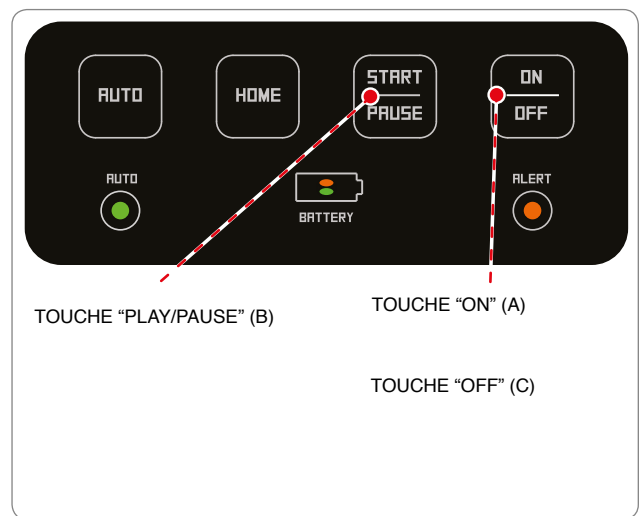 AUTO
HOME
START
PAUSE
ON
OFF
AUTO
BATTERY
ALERT
TOUCHE “PLAY/PAUSE” (B)
TOUCHE “ON” (A)
TOUCHE “OFF” (C)